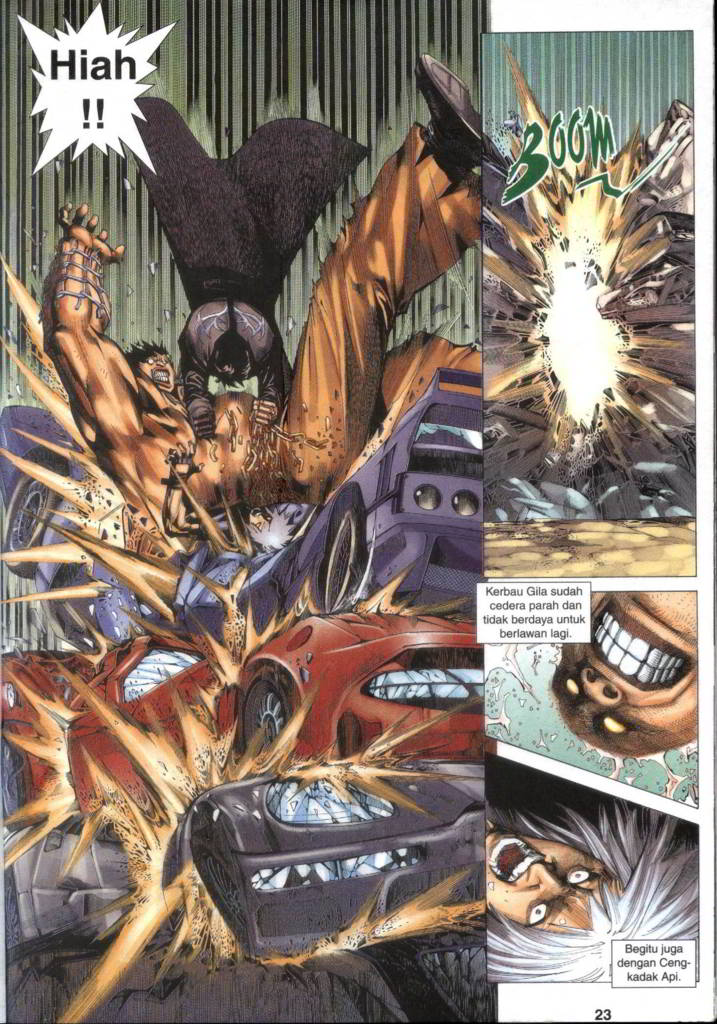 Hiah
!!
BOOM
Kerbau Gila sudah
cedera parah dan
tidak berdaya untuk
berlawan lagi.
Begitu juga
dengan Ceng-
kadak Api.
23